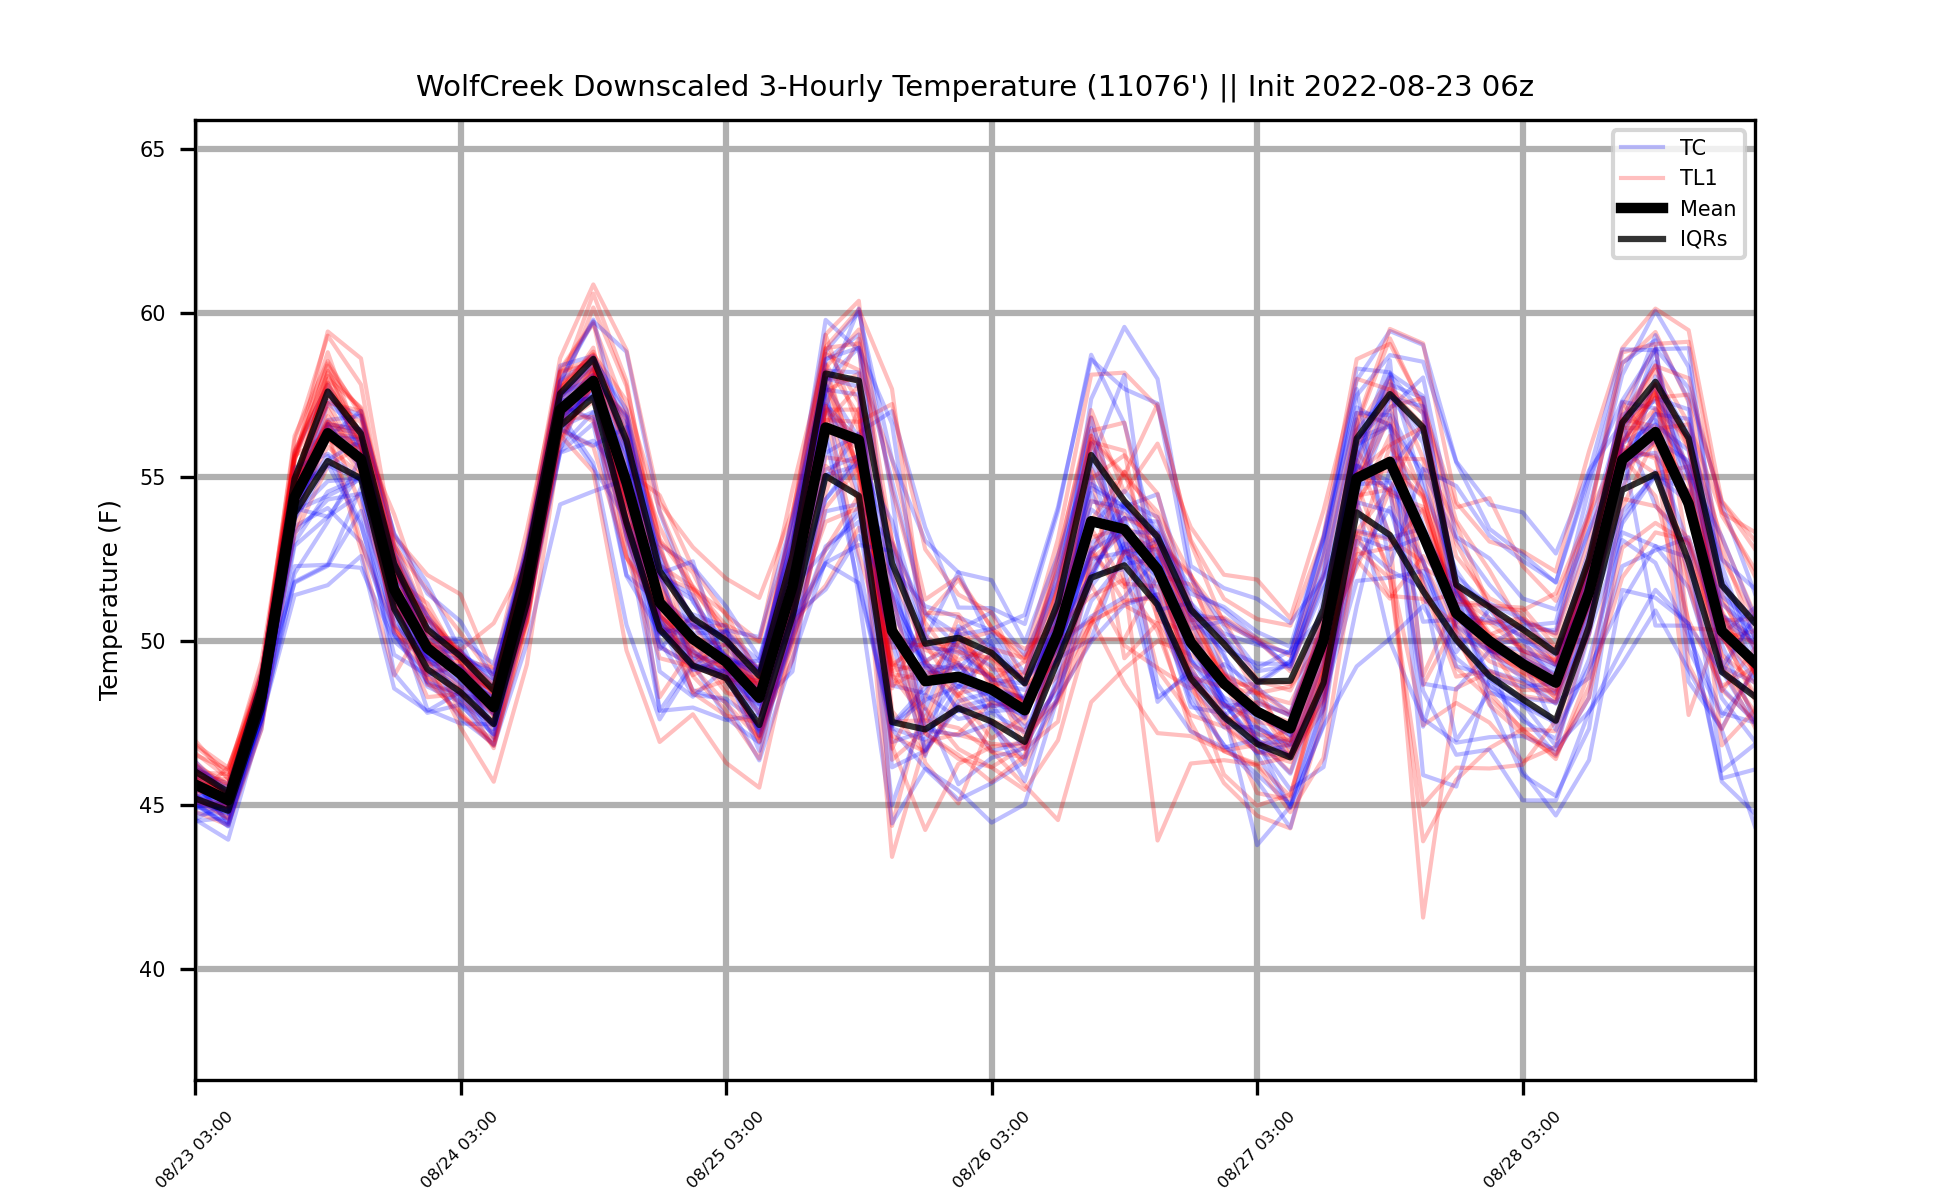 WolfCreek Downscaled 3-Hourly Temperature (11076') || Init 2022-08-23 06z
TC
TL1
Mean
IQRs
Temperature (F)
65
60
55
50
45
40
08/23 03:00
08/24 03:00
08/25 03:00
08/26 03:00
08/27 03:00
08/28 03:00